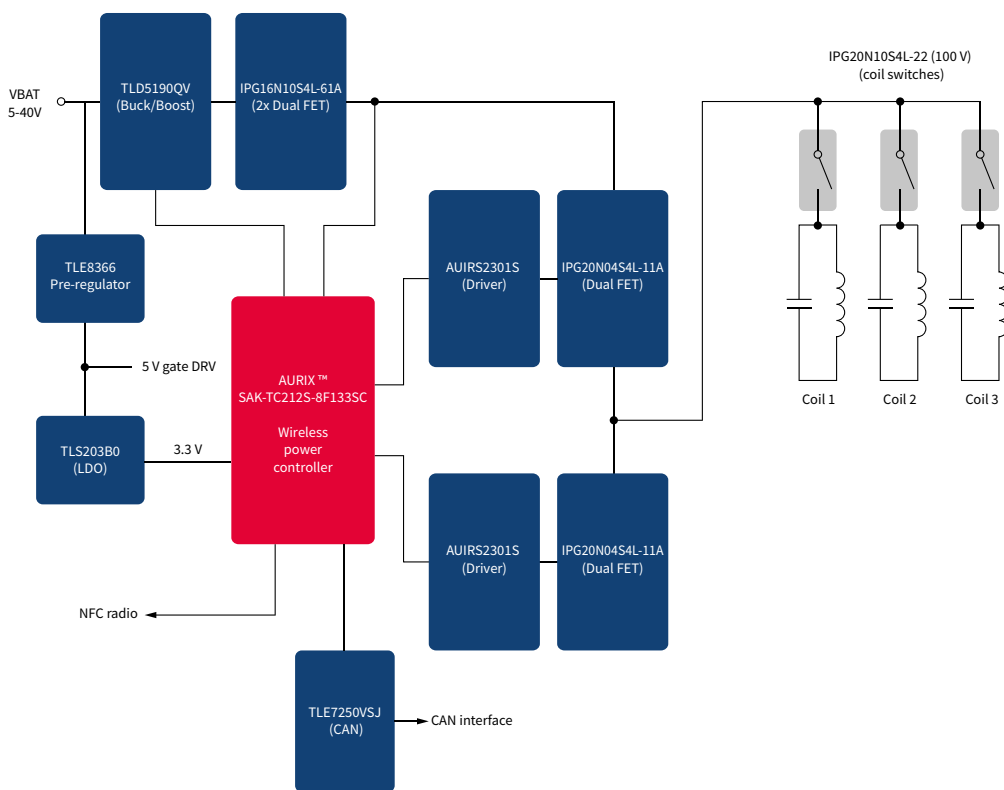 IPG20N10S4L-22 (100 V)
(coil switches)
VBAT
5-40V
TLD5190QV
(Buck/Boost)
IPG16N10S4L-61A
(2x Dual FET)
TLE8366
Pre-regulator
AUIRS2301S
(Driver)
IPG20N04S4L-11A
(Dual FET)
5 V gate DRV
AURIX ™
SAK-TC212S-8F133SC
Wireless
power
controller
Coil 1
Coil 2
Coil 3
TLS203B0
(LDO)
3.3 V
AUIRS2301S
(Driver)
IPG20N04S4L-11A
(Dual FET)
NFC radio
TLE7250VSJ
(CAN)
CAN interface